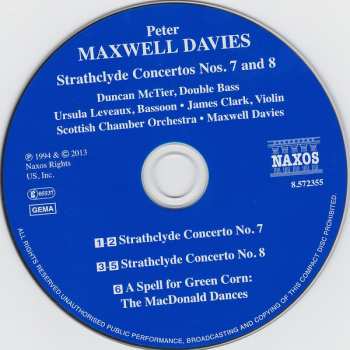 Peter
MAXWELL DAVIES
Strathclyde Concertos Nos. 7 and 8
Duncan McTier, Double Bass
Ursula Leveaux, Bassoon • James Clark, Violin
Scottish Chamber Orchestra • Maxwell Davies
℗ 1994 & © 2013
Naxos Rights
US, Inc.
GEMA
NAXOS
8.572355
1-2 Strathclyde Concerto No. 7
3-5 Strathclyde Concerto No. 8
6 A Spell for Green Corn:
The MacDonald Dances
ALL RIGHTS RESERVED. UNAUTHORISED PUBLIC PERFORMANCE, BROADCASTING AND COPYING OF THIS COMPACT DISC PROHIBITED.